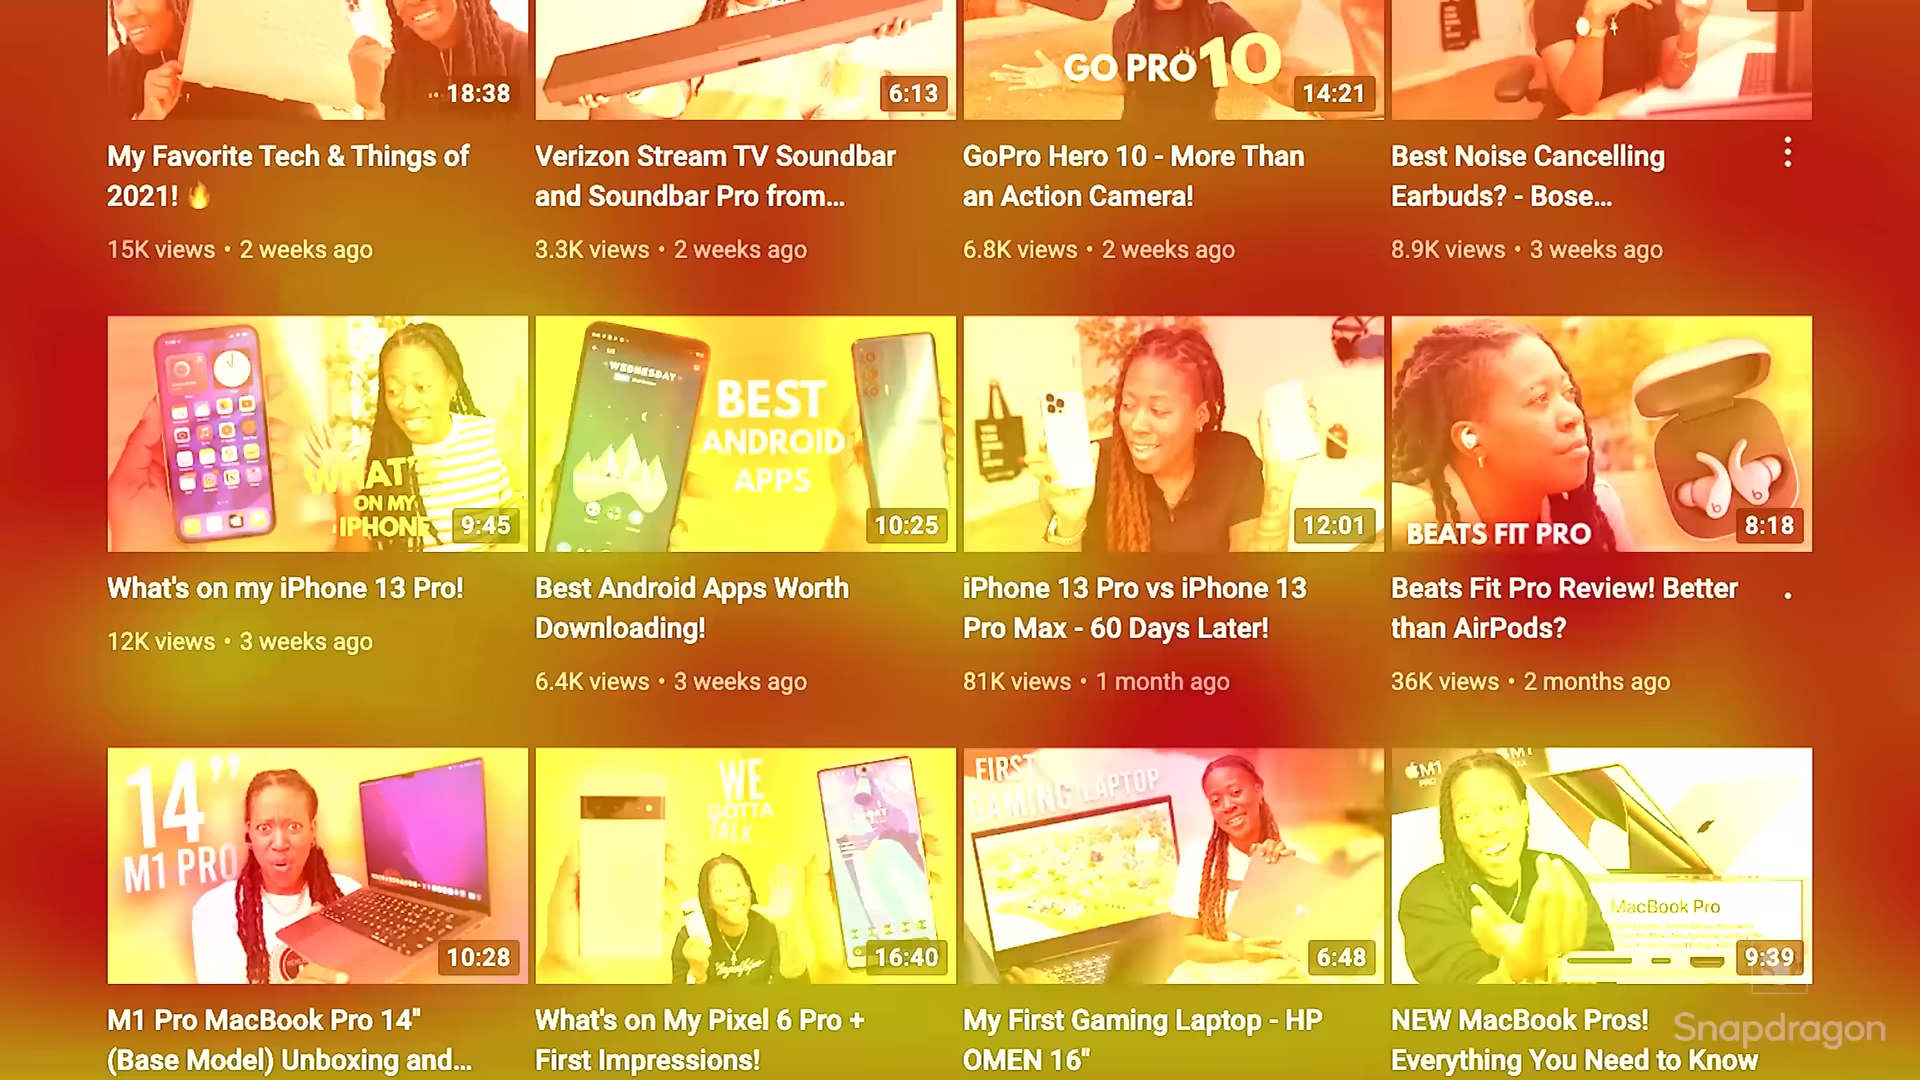 18:38
6:13
GO PRO 10
14:21
My Favorite Tech & Things of
2021! 🔥
15K views • 2 weeks ago
Verizon Stream TV Soundbar
and Soundbar Pro from...
3.3K views • 2 weeks ago
GoPro Hero 10 - More Than
an Action Camera!
6.8K views • 2 weeks ago
Best Noise Cancelling
Earbuds? - Bose...
8.9K views • 3 weeks ago
WHAT'S
ON MY
IPHONE
9:45
WEDNESDAY
BEST
ANDROID
APPS
10:25
12:01
BEATS FIT PRO
8:18
What's on my iPhone 13 Pro!
12K views • 3 weeks ago
Best Android Apps Worth
Downloading!
6.4K views • 3 weeks ago
iPhone 13 Pro vs iPhone 13
Pro Max - 60 Days Later!
81K views • 1 month ago
Beats Fit Pro Review! Better
than AirPods?
36K views • 2 months ago
14”
M1 PRO
10:28
WE
GOTTA
TALK...
16:40
FIRST
GAMING LAPTOP
6:48
M1
PRO
M1
MacBook Pro
9:39
M1 Pro MacBook Pro 14"
(Base Model) Unboxing and...
What's on My Pixel 6 Pro +
First Impressions!
My First Gaming Laptop - HP
OMEN 16"
NEW MacBook Pros!
Everything You Need to Know
Snapdragon